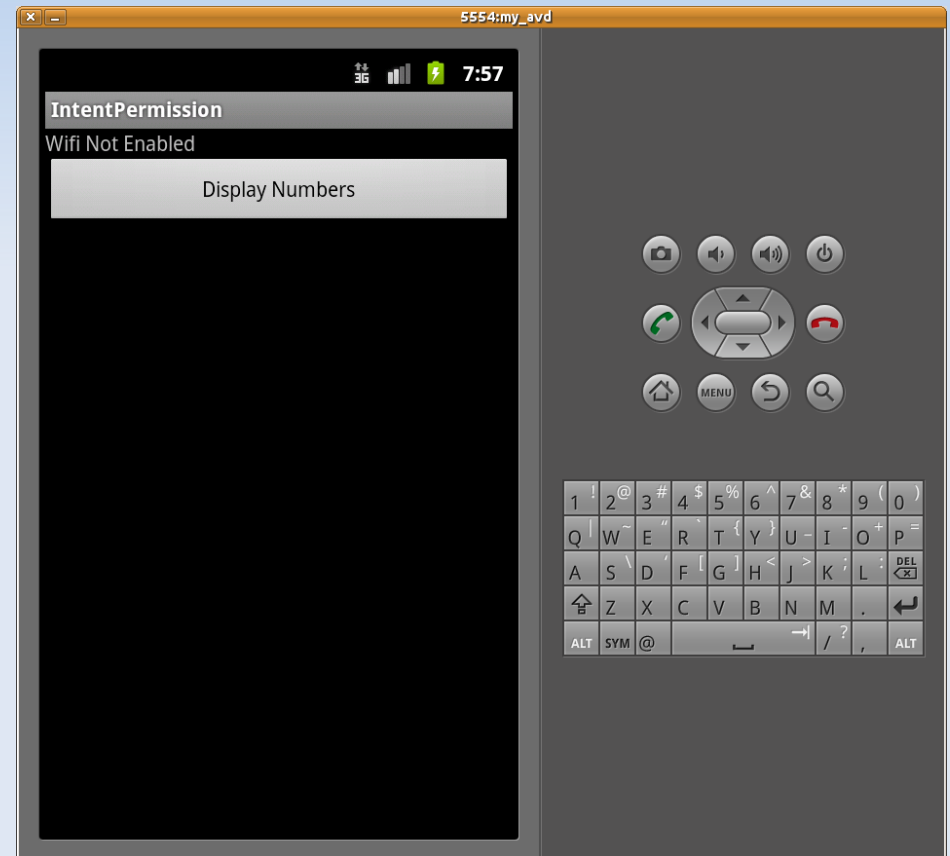 5554:my_avd
3G 7:57
IntentPermission
Wifi Not Enabled
Display Numbers
MENU
1 ! 2 @ 3 # 4 $ 5 % 6 ^ 7 & 8 * 9 ( 0 )
Q | W ~ E “ R ` T { Y } U _ I - O + P =
A S \ D ‘ F [ G ] H < J > K ; L : DEL
Z X C V B N M .
ALT SYM @ / ? , ALT